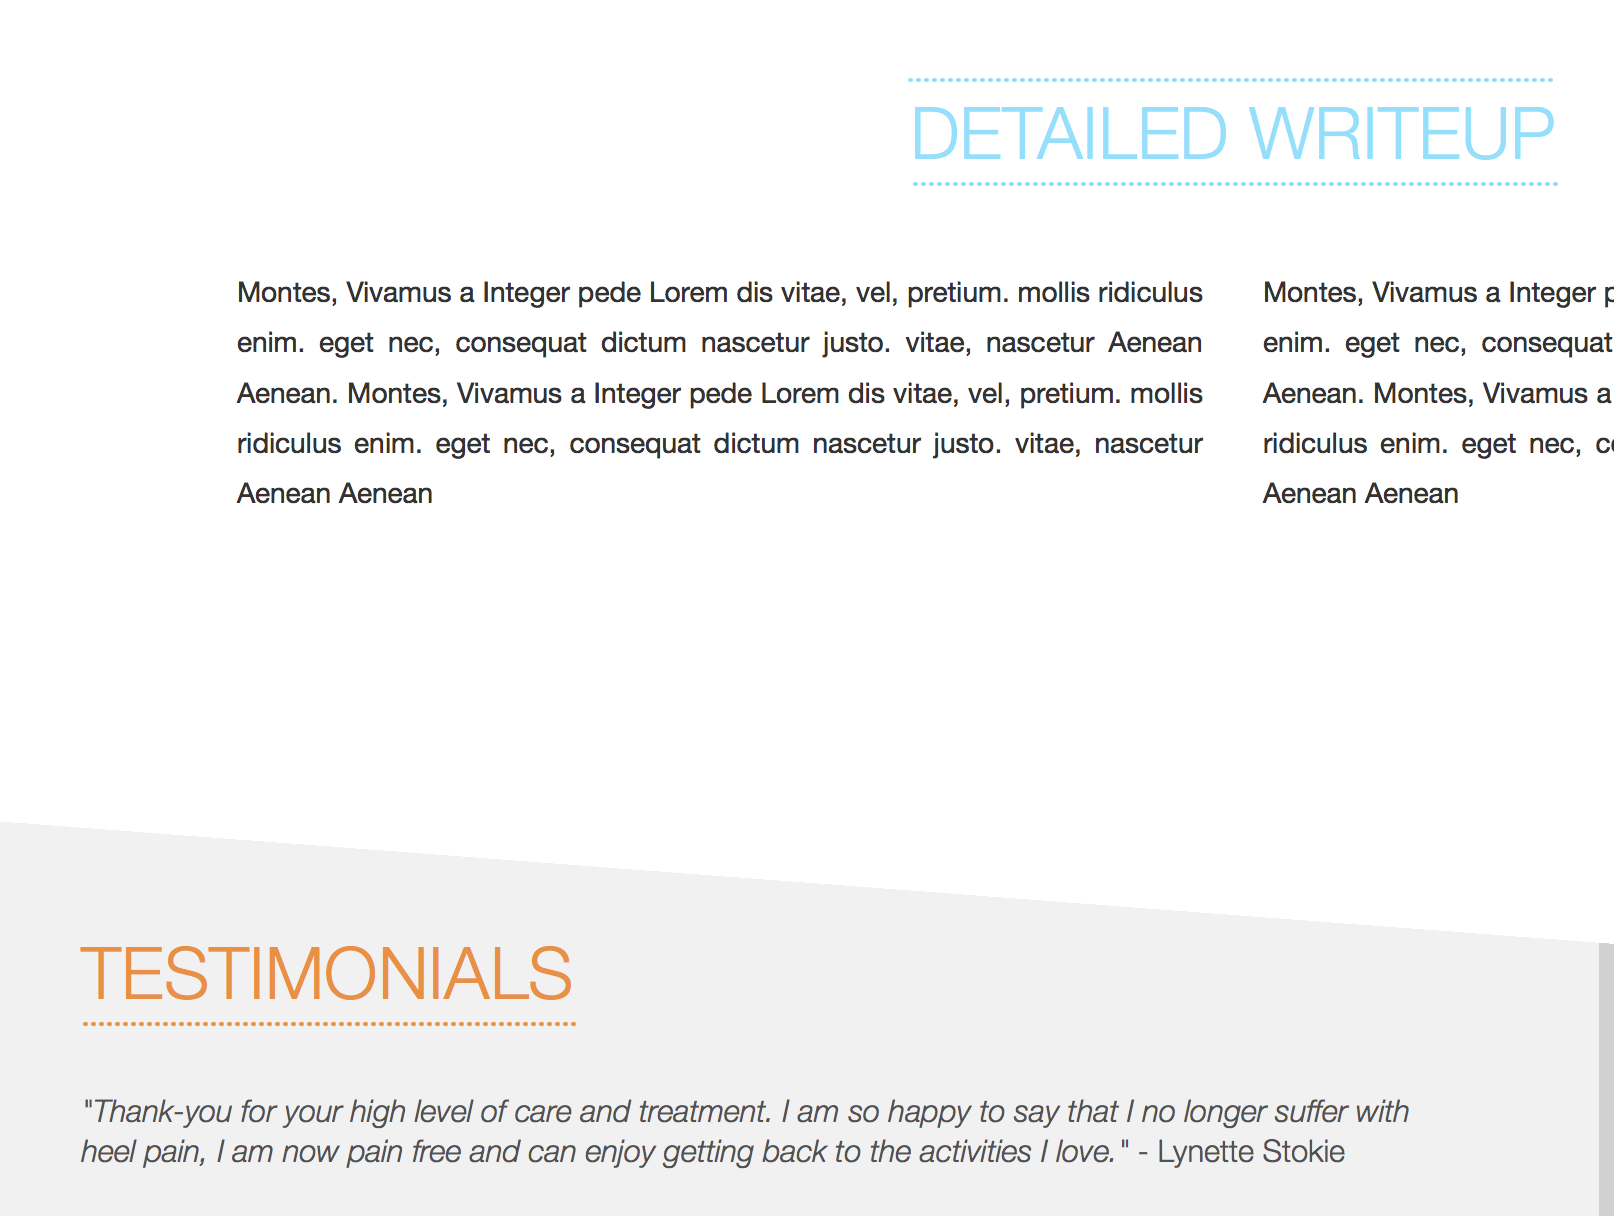 DETAILED WRITEUP
Montes, Vivamus a Integer pede Lorem dis vitae, vel, pretium. mollis ridiculus
enim. eget nec, consequat dictum nascetur justo. vitae, nascetur Aenean
Aenean. Montes, Vivamus a Integer pede Lorem dis vitae, vel, pretium. mollis
ridiculus enim. eget nec, consequat dictum nascetur justo. vitae, nascetur
Aenean Aenean
Montes, Vivamus a Integer
enim. eget nec, consequat
Aenean. Montes, Vivamus a
ridiculus enim. eget nec,
Aenean Aenean
TESTIMONIALS
"Thank-you for your high level of care and treatment. I am so happy to say that I no longer suffer with
heel pain, I am now pain free and can enjoy getting back to the activities I love." - Lynette Stokie